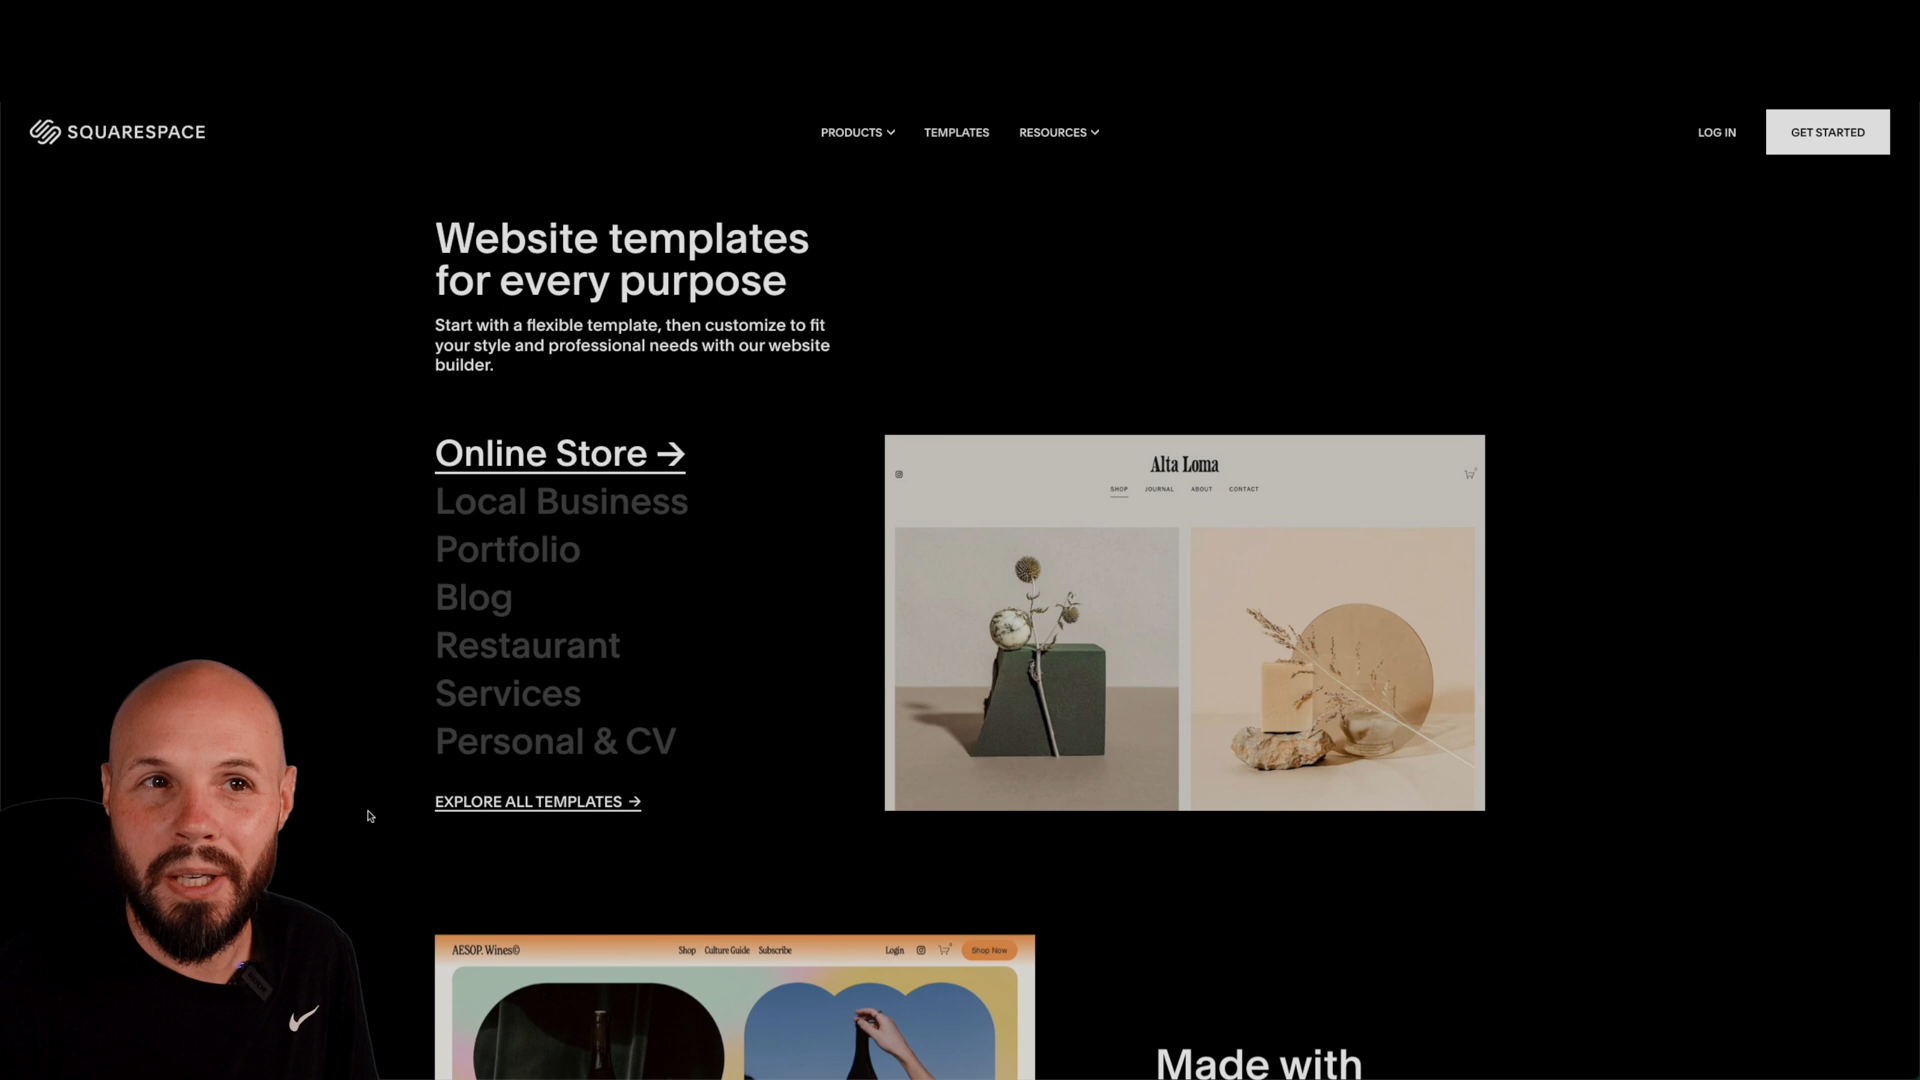 SQUARESPACE
PRODUCTS
TEMPLATES
RESOURCES
LOG IN
GET STARTED
Website templates
for every purpose
Start with a flexible template, then customize to fit
your style and professional needs with our website
builder.
Online Store →
Local Business
Portfolio
Blog
Restaurant
Services
Personal & CV
EXPLORE ALL TEMPLATES →
Alta Loma
SHOP
JOURNAL
ABOUT
CONTACT
AESOP. Wines©
Shop
Culture Guide
Subscribe
Login
Shop Now
Made with